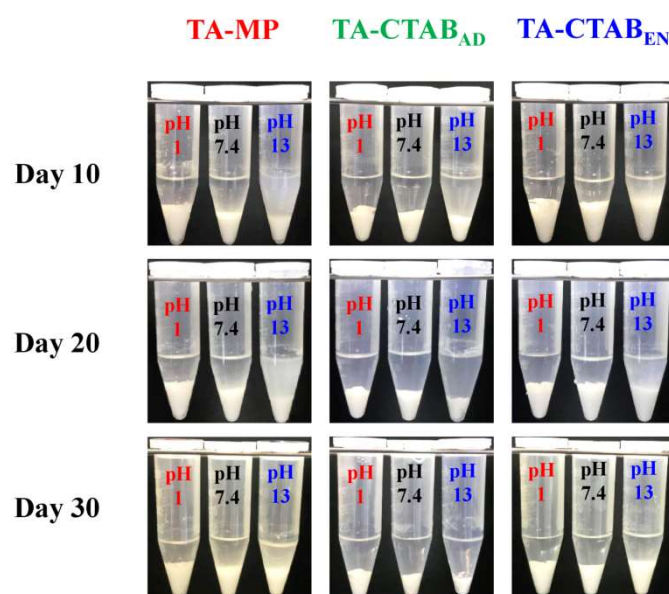 TA-MP TA-CTAB_AD TA-CTAB_EN
Day 10
pH 1 pH 7.4 pH 13 pH 1 pH 7.4 pH 13 pH 1 pH 7.4 pH 13
Day 20
pH 1 pH 7.4 pH 13 pH 1 pH 7.4 pH 13 pH 1 pH 7.4 pH 13
Day 30
pH 1 pH 7.4 pH 13 pH 1 pH 7.4 pH 13 pH 1 pH 7.4 pH 13